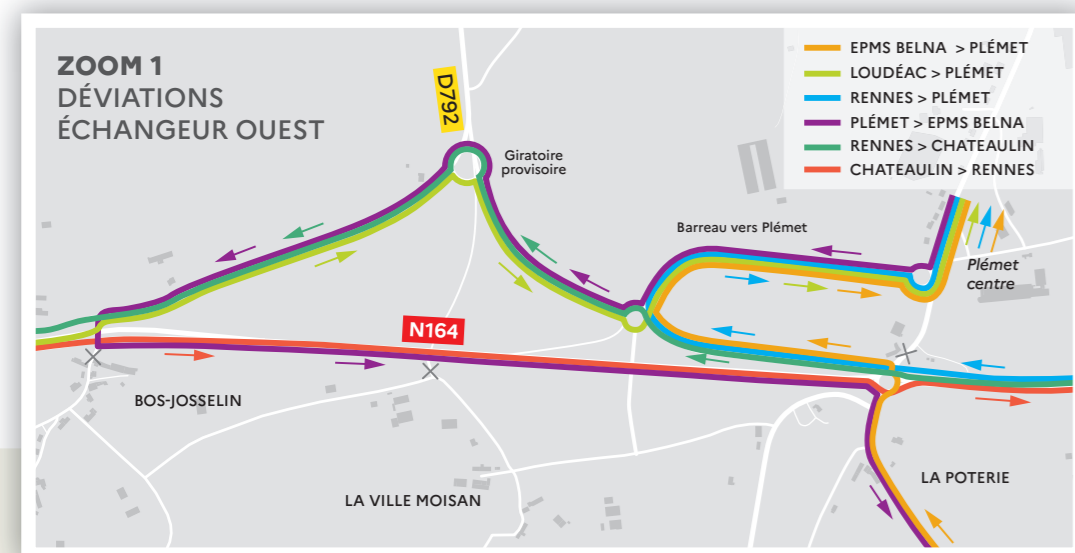 ZOOM 1
DÉVIATIONS
ÉCHANGEUR OUEST
D792
Giratoire
provisoire
EPMS BELNA > PLÉMET
LOUDÉAC > PLÉMET
RENNES > PLÉMET
PLÉMET > EPMS BELNA
RENNES > CHATEAULIN
CHATEAULIN > RENNES
Barreau vers Plémet
Plémet
centre
N164
BOS-JOSSELIN
LA VILLE MOISAN
LA POTERIE